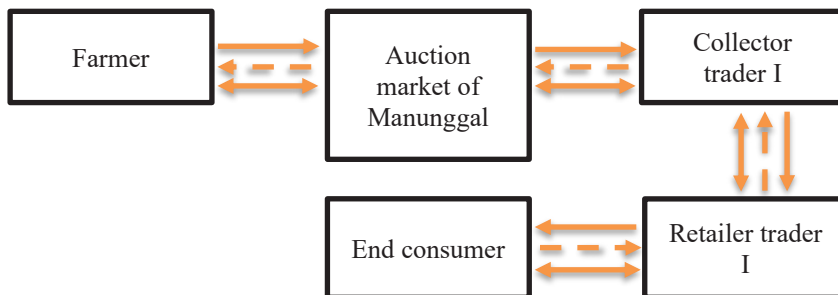 Farmer
Auction
market of
Manunggal
Collector
trader I
End consumer
Retailer trader
I